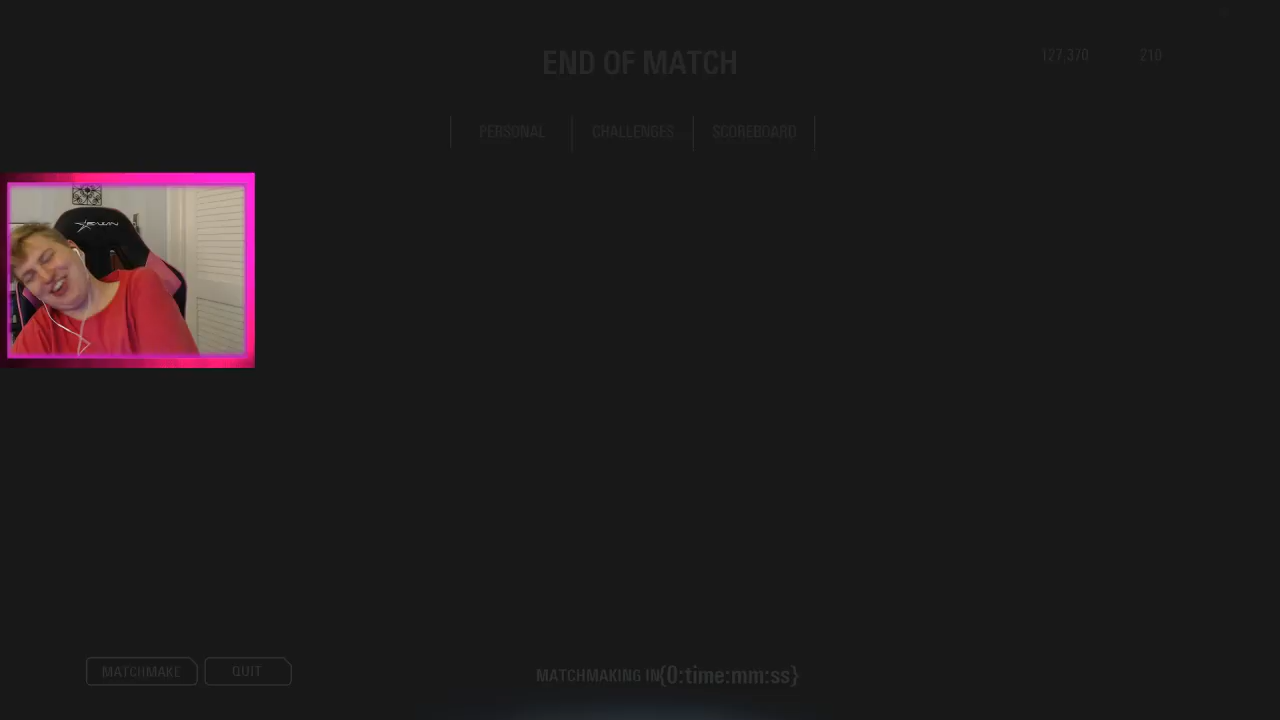 END OF MATCH
127,370 210
PERSONAL CHALLENGES SCOREBOARD
MATCHMAKE QUIT
MATCHMAKING IN{0:time:mm:ss}